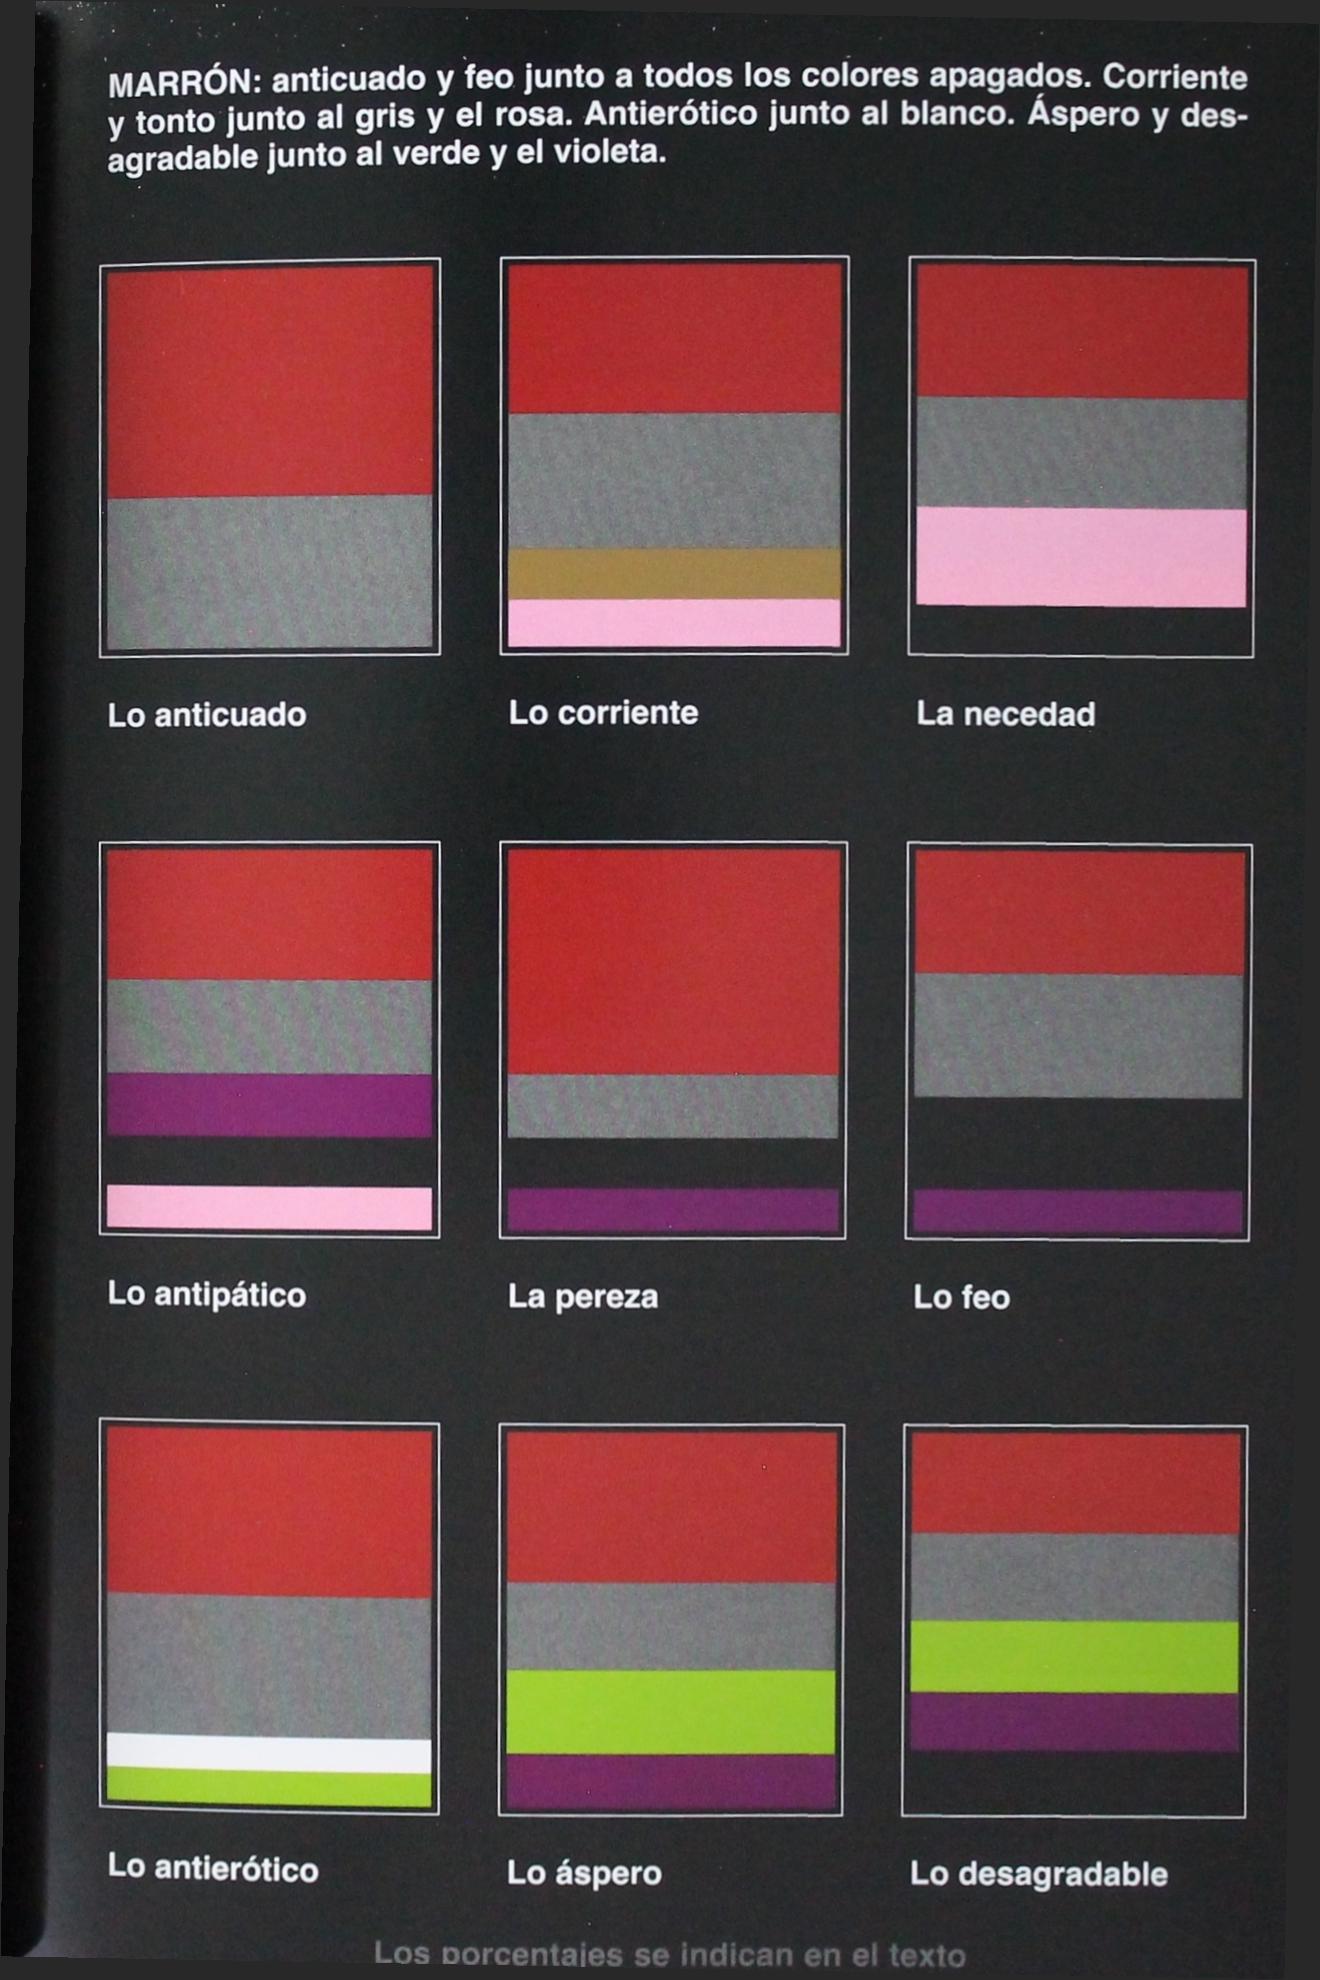 MARRÓN: anticuado y feo junto a todos los colores apagados. Corriente
y tonto junto al gris y el rosa. Antierótico junto al blanco. Áspero y des-
agradable junto al verde y el violeta.
Lo anticuado
Lo corriente
La necedad
Lo antipático
La pereza
Lo feo
Lo antierótico
Lo áspero
Lo desagradable
Los porcentajes se indican en el texto